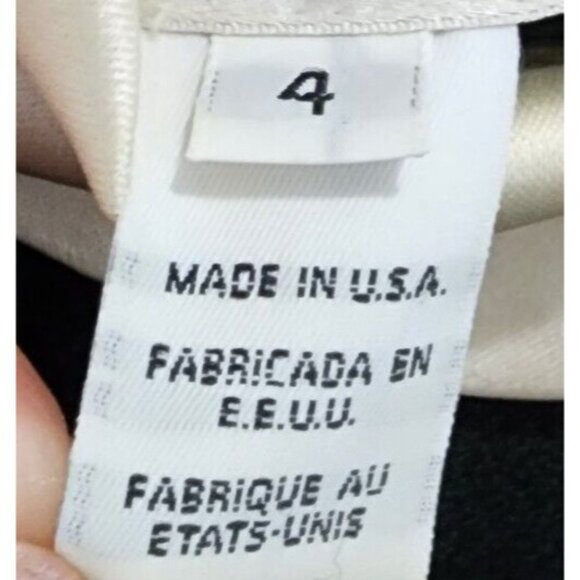 4
MADE IN U.S.A.
FABRICADA EN
E.E.U.U.
FABRIQUE AU
ETATS-UNIS